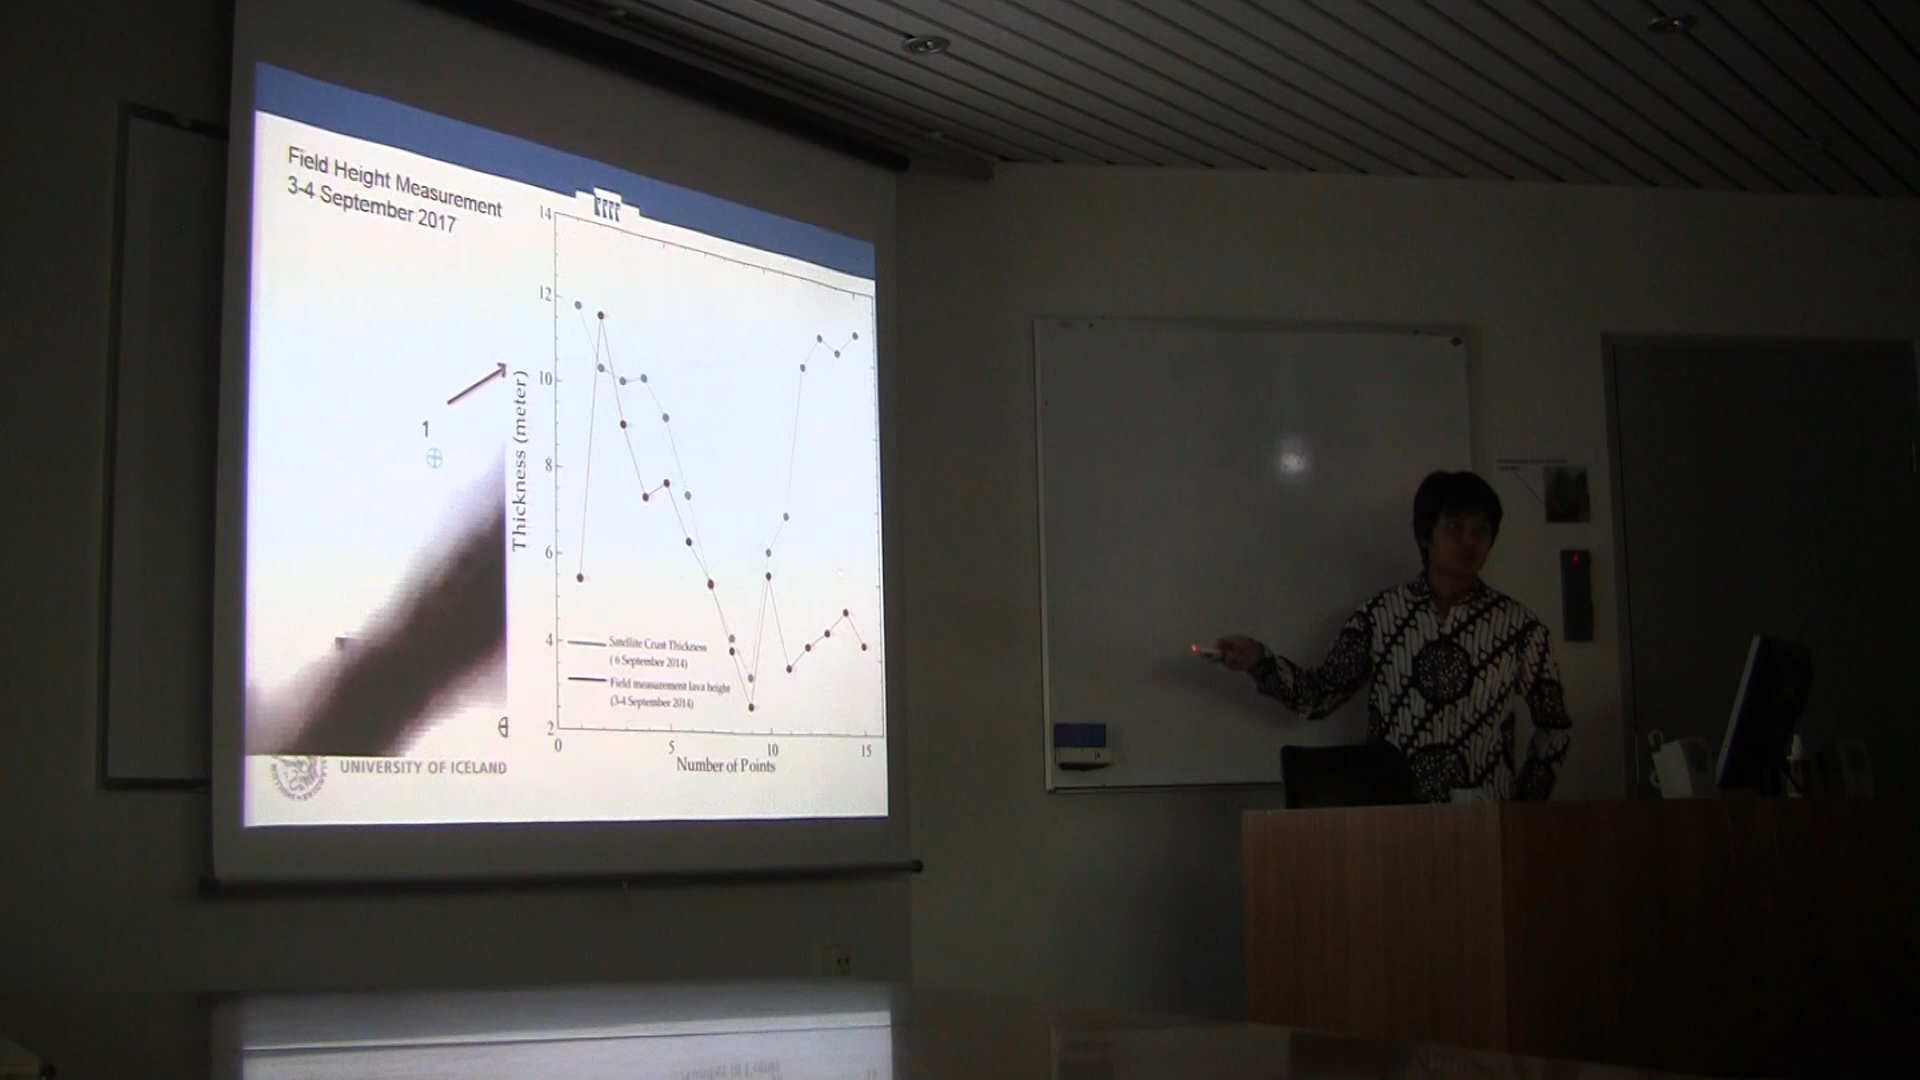 Field Height Measurement
3-4 September 2017
1
Thickness (meter)
14
12
10
8
6
4
2
Satellite Crust Thickness
( 6 September 2014)
Field measurement lava height
(3-4 September 2014)
0
5
10
15
Number of Points
UNIVERSITY OF ICELAND